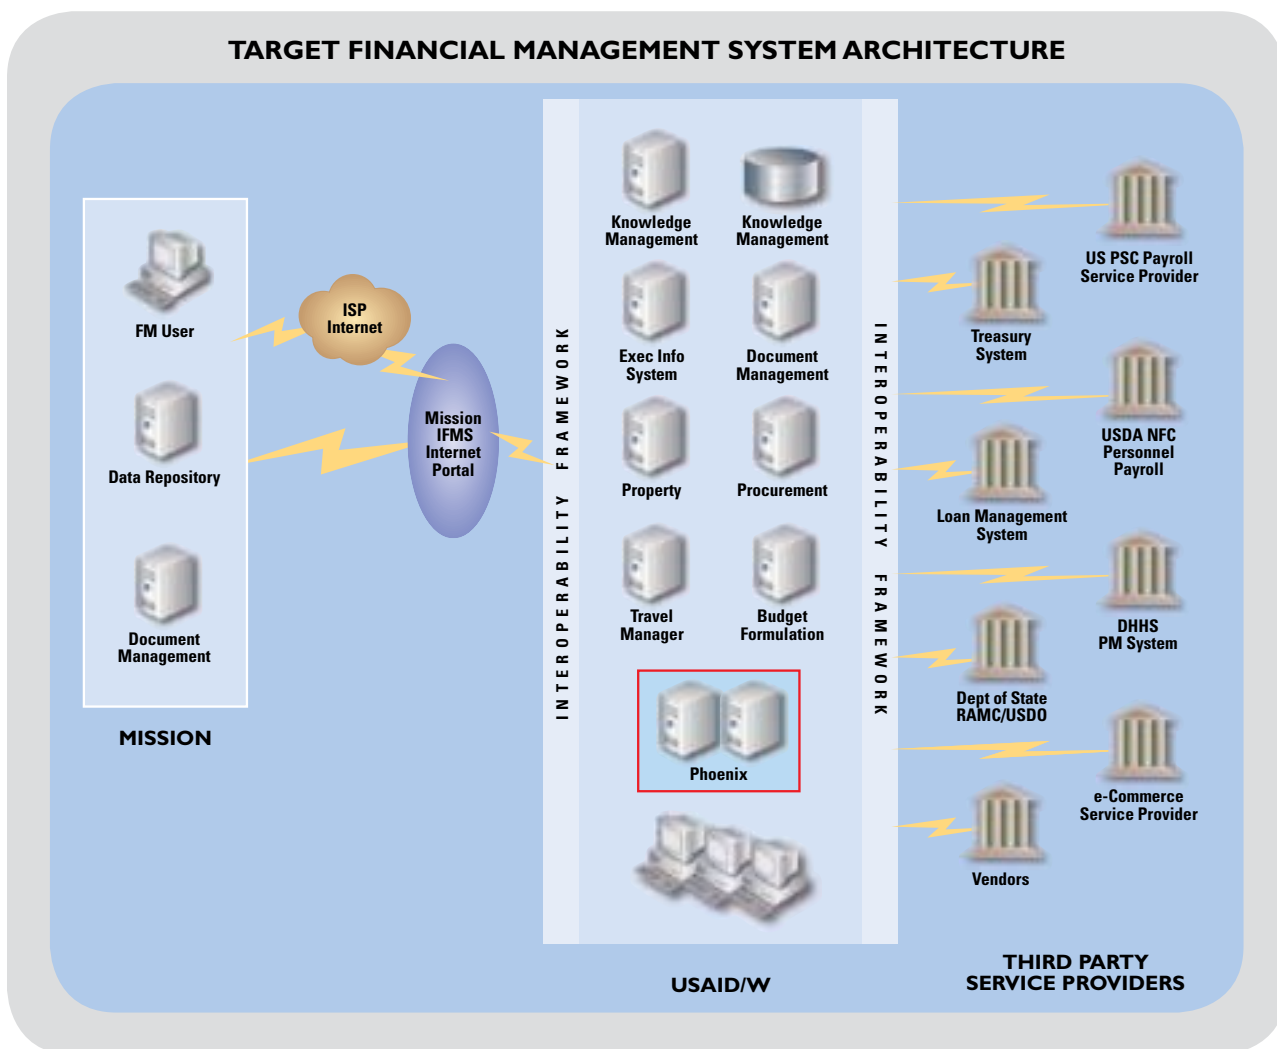 TARGET FINANCIAL MANAGEMENT SYSTEM ARCHITECTURE
FM User
Data Repository
Document
Management
MISSION
ISP
Internet
Mission
IFMS
Internet
Portal
INTEROPERABILITY FRAMEWORK
Knowledge
Management
Knowledge
Management
Exec Info
System
Document
Management
Property
Procurement
Travel
Manager
Budget
Formulation
Phoenix
USAID/W
INTEROPERABILITY FRAMEWORK
US PSC Payroll
Service Provider
Treasury
System
USDA NFC
Personnel
Payroll
Loan Management
System
DHHS
PM System
Dept of State
RAMC/USDO
e-Commerce
Service Provider
Vendors
THIRD PARTY
SERVICE PROVIDERS